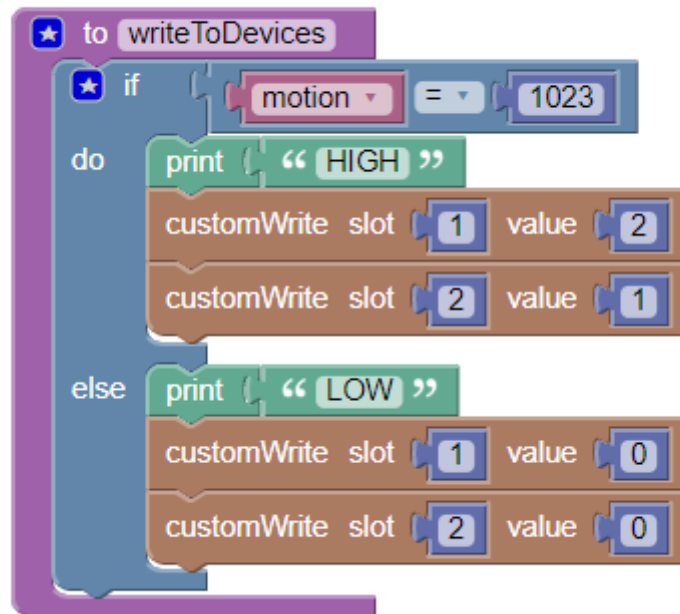 to writeToDevices
if motion = 1023
do print “ HIGH ”
customWrite slot 1 value 2
customWrite slot 2 value 1
else print “ LOW ”
customWrite slot 1 value 0
customWrite slot 2 value 0